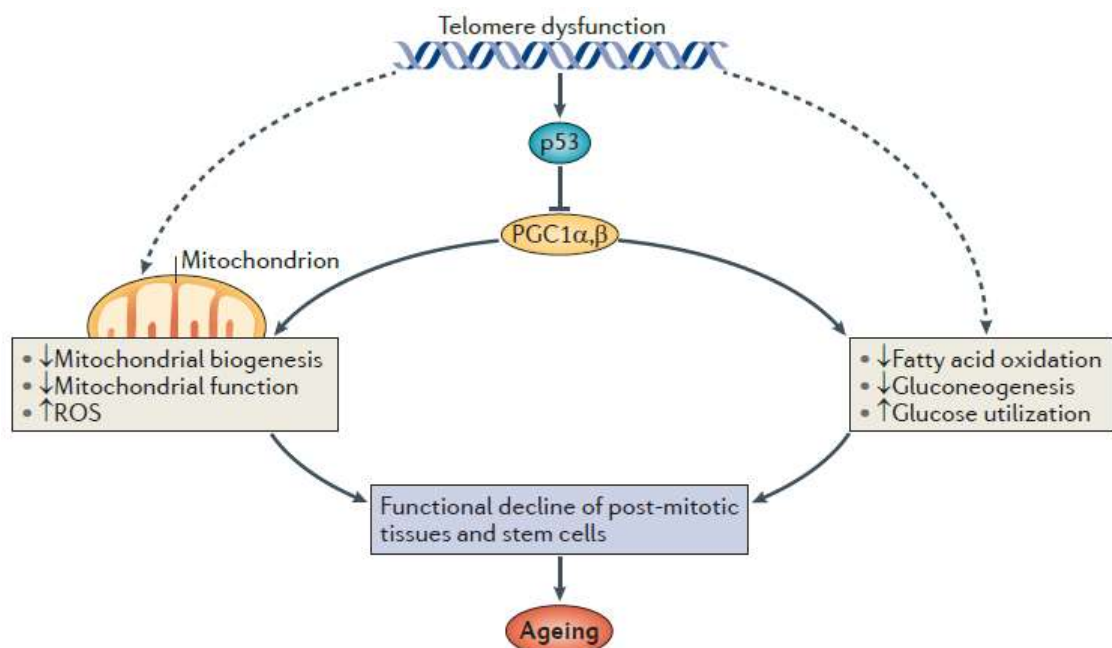 Telomere dysfunction
p53
PGC1α,β
Mitochondrion
• ↓Mitochondrial biogenesis
• ↓Mitochondrial function
• ↑ROS
• ↓Fatty acid oxidation
• ↓Gluconeogenesis
• ↑Glucose utilization
Functional decline of post-mitotic
tissues and stem cells
Ageing